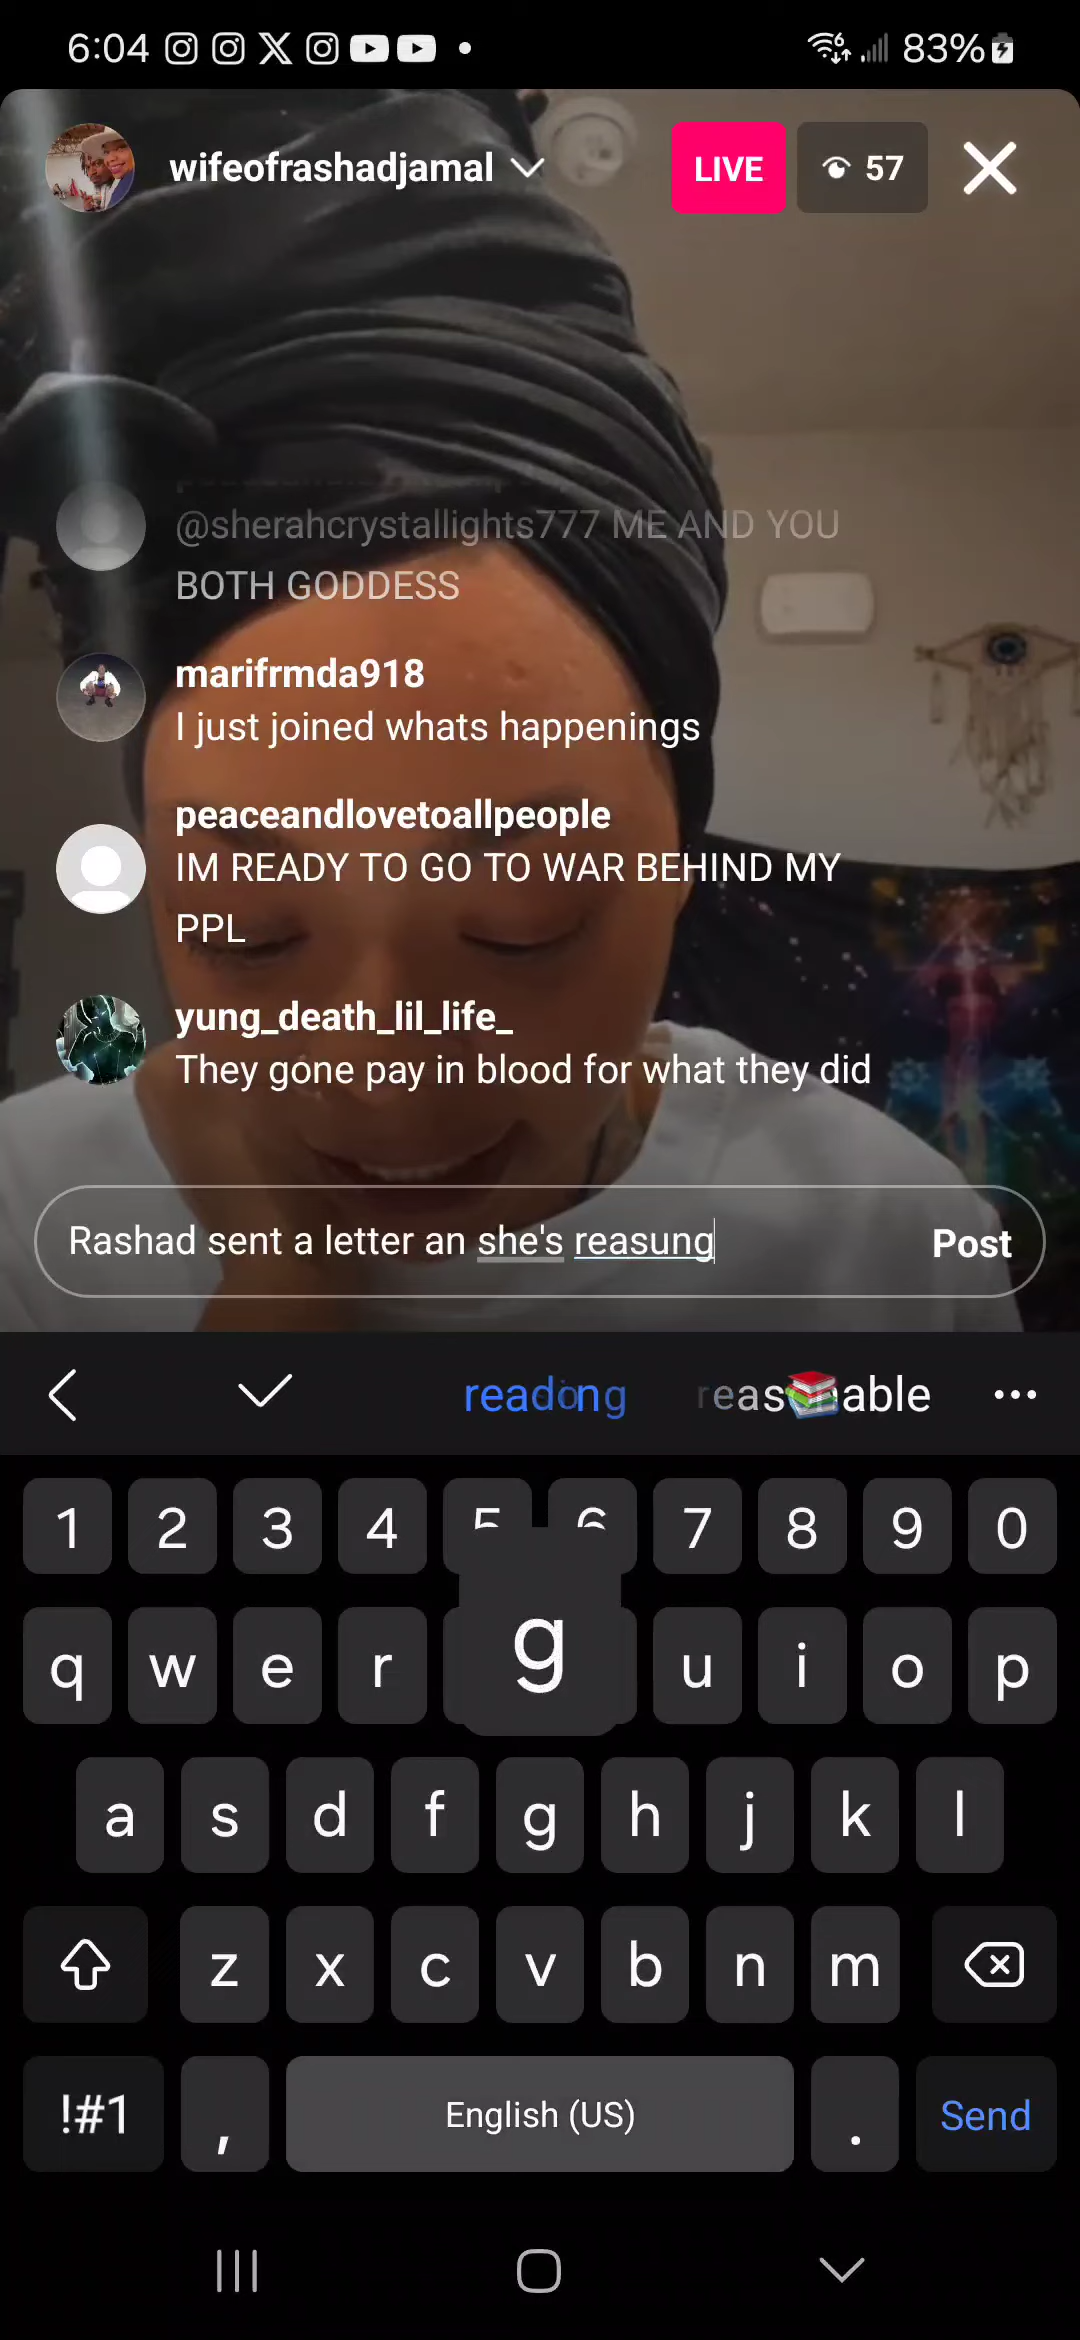 6:04
83%
wifeofrashadjamal
LIVE
57
@sherahcrystallights777 ME AND YOU
BOTH GODDESS
marifrmda918
I just joined whats happenings
peaceandlovetoallpeople
IM READY TO GO TO WAR BEHIND MY
PPL
yung_death_lil_life_
They gone pay in blood for what they did
Rashad sent a letter an she's reasung
Post
1 2 3 4 5 6 7 8 9 0
q w e r g u i o p
a s d f g h j k l
z x c v b n m
!#1 , English (US) . Send